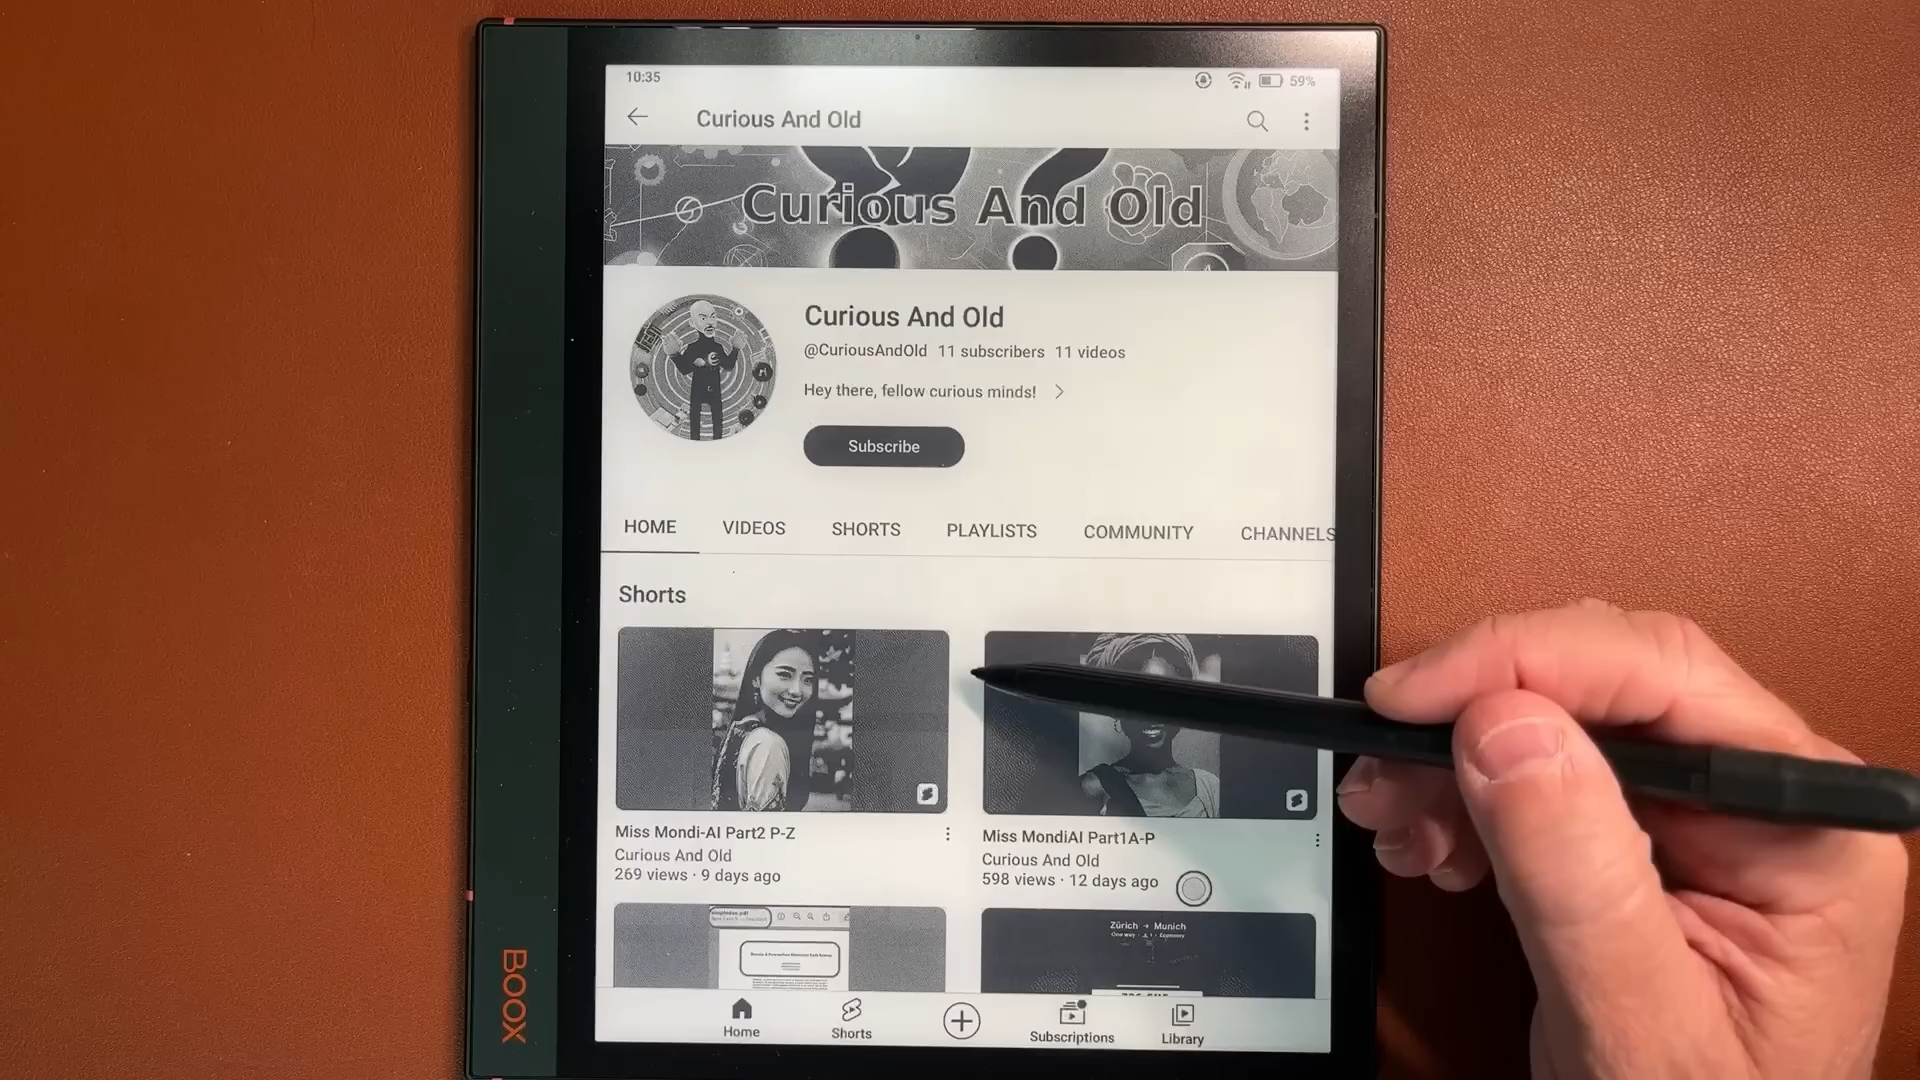 10:35
59%
Curious And Old
Curious And Old
Curious And Old
@CuriousAndOld 11 subscribers 11 videos
Hey there, fellow curious minds!
Subscribe
HOME VIDEOS SHORTS PLAYLISTS COMMUNITY CHANNELS
Shorts
Miss Mondi-AI Part2 P-Z
Curious And Old
269 views · 9 days ago
Miss MondiAI Part1A-P
Curious And Old
598 views · 12 days ago
Zürich → Munich
One way
Economy
Home
Shorts
Subscriptions
Library
BOOX